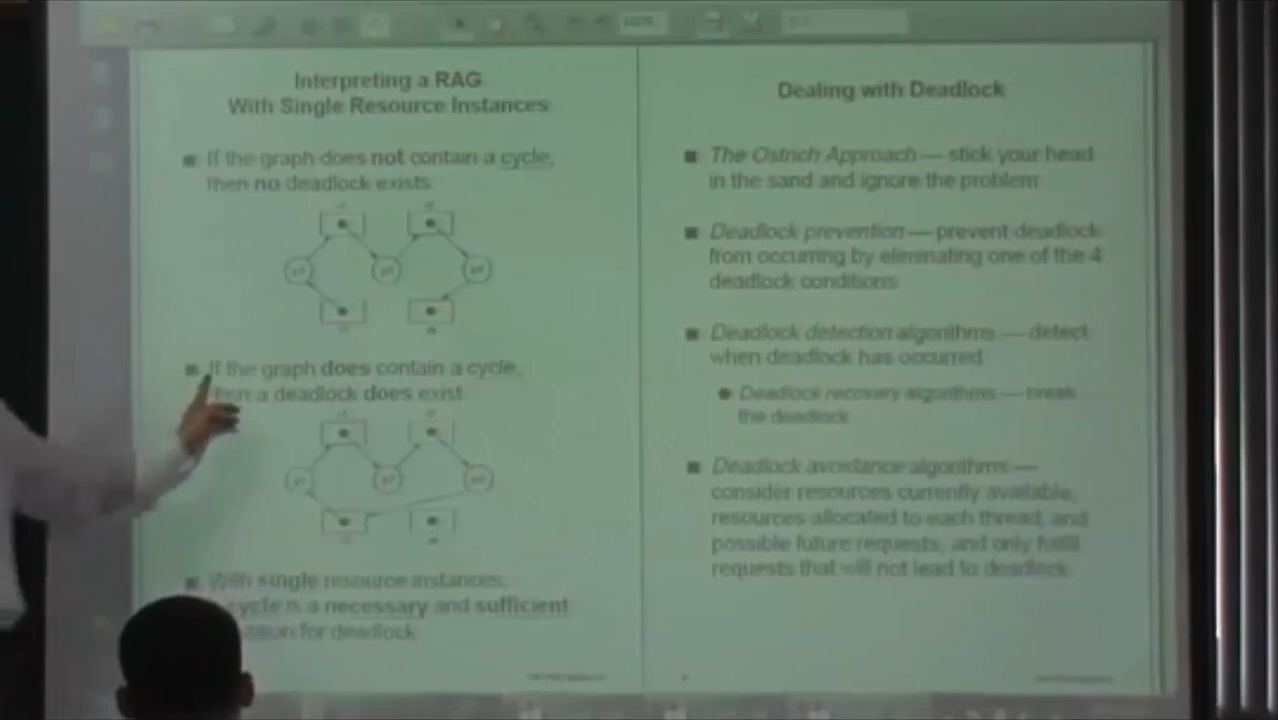 Interpreting a RAG
With Single Resource Instances
If the graph does not contain a cycle,
then no deadlock exists
If the graph does contain a cycle,
then a deadlock does exist
With single resource instances,
cycle is a necessary and sufficient
for deadlock
Dealing with Deadlock
The Ostrich Approach — stick your head
in the sand and ignore the problem
Deadlock prevention — prevent deadlock
from occurring by eliminating one of the 4
deadlock conditions
Deadlock detection algorithms — detect
when deadlock has occurred
Deadlock recovery algorithms — break
the deadlock
Deadlock avoidance algorithms —
consider resources currently available,
resources allocated to each thread, and
possible future requests, and only fulfill
requests that will not lead to deadlock